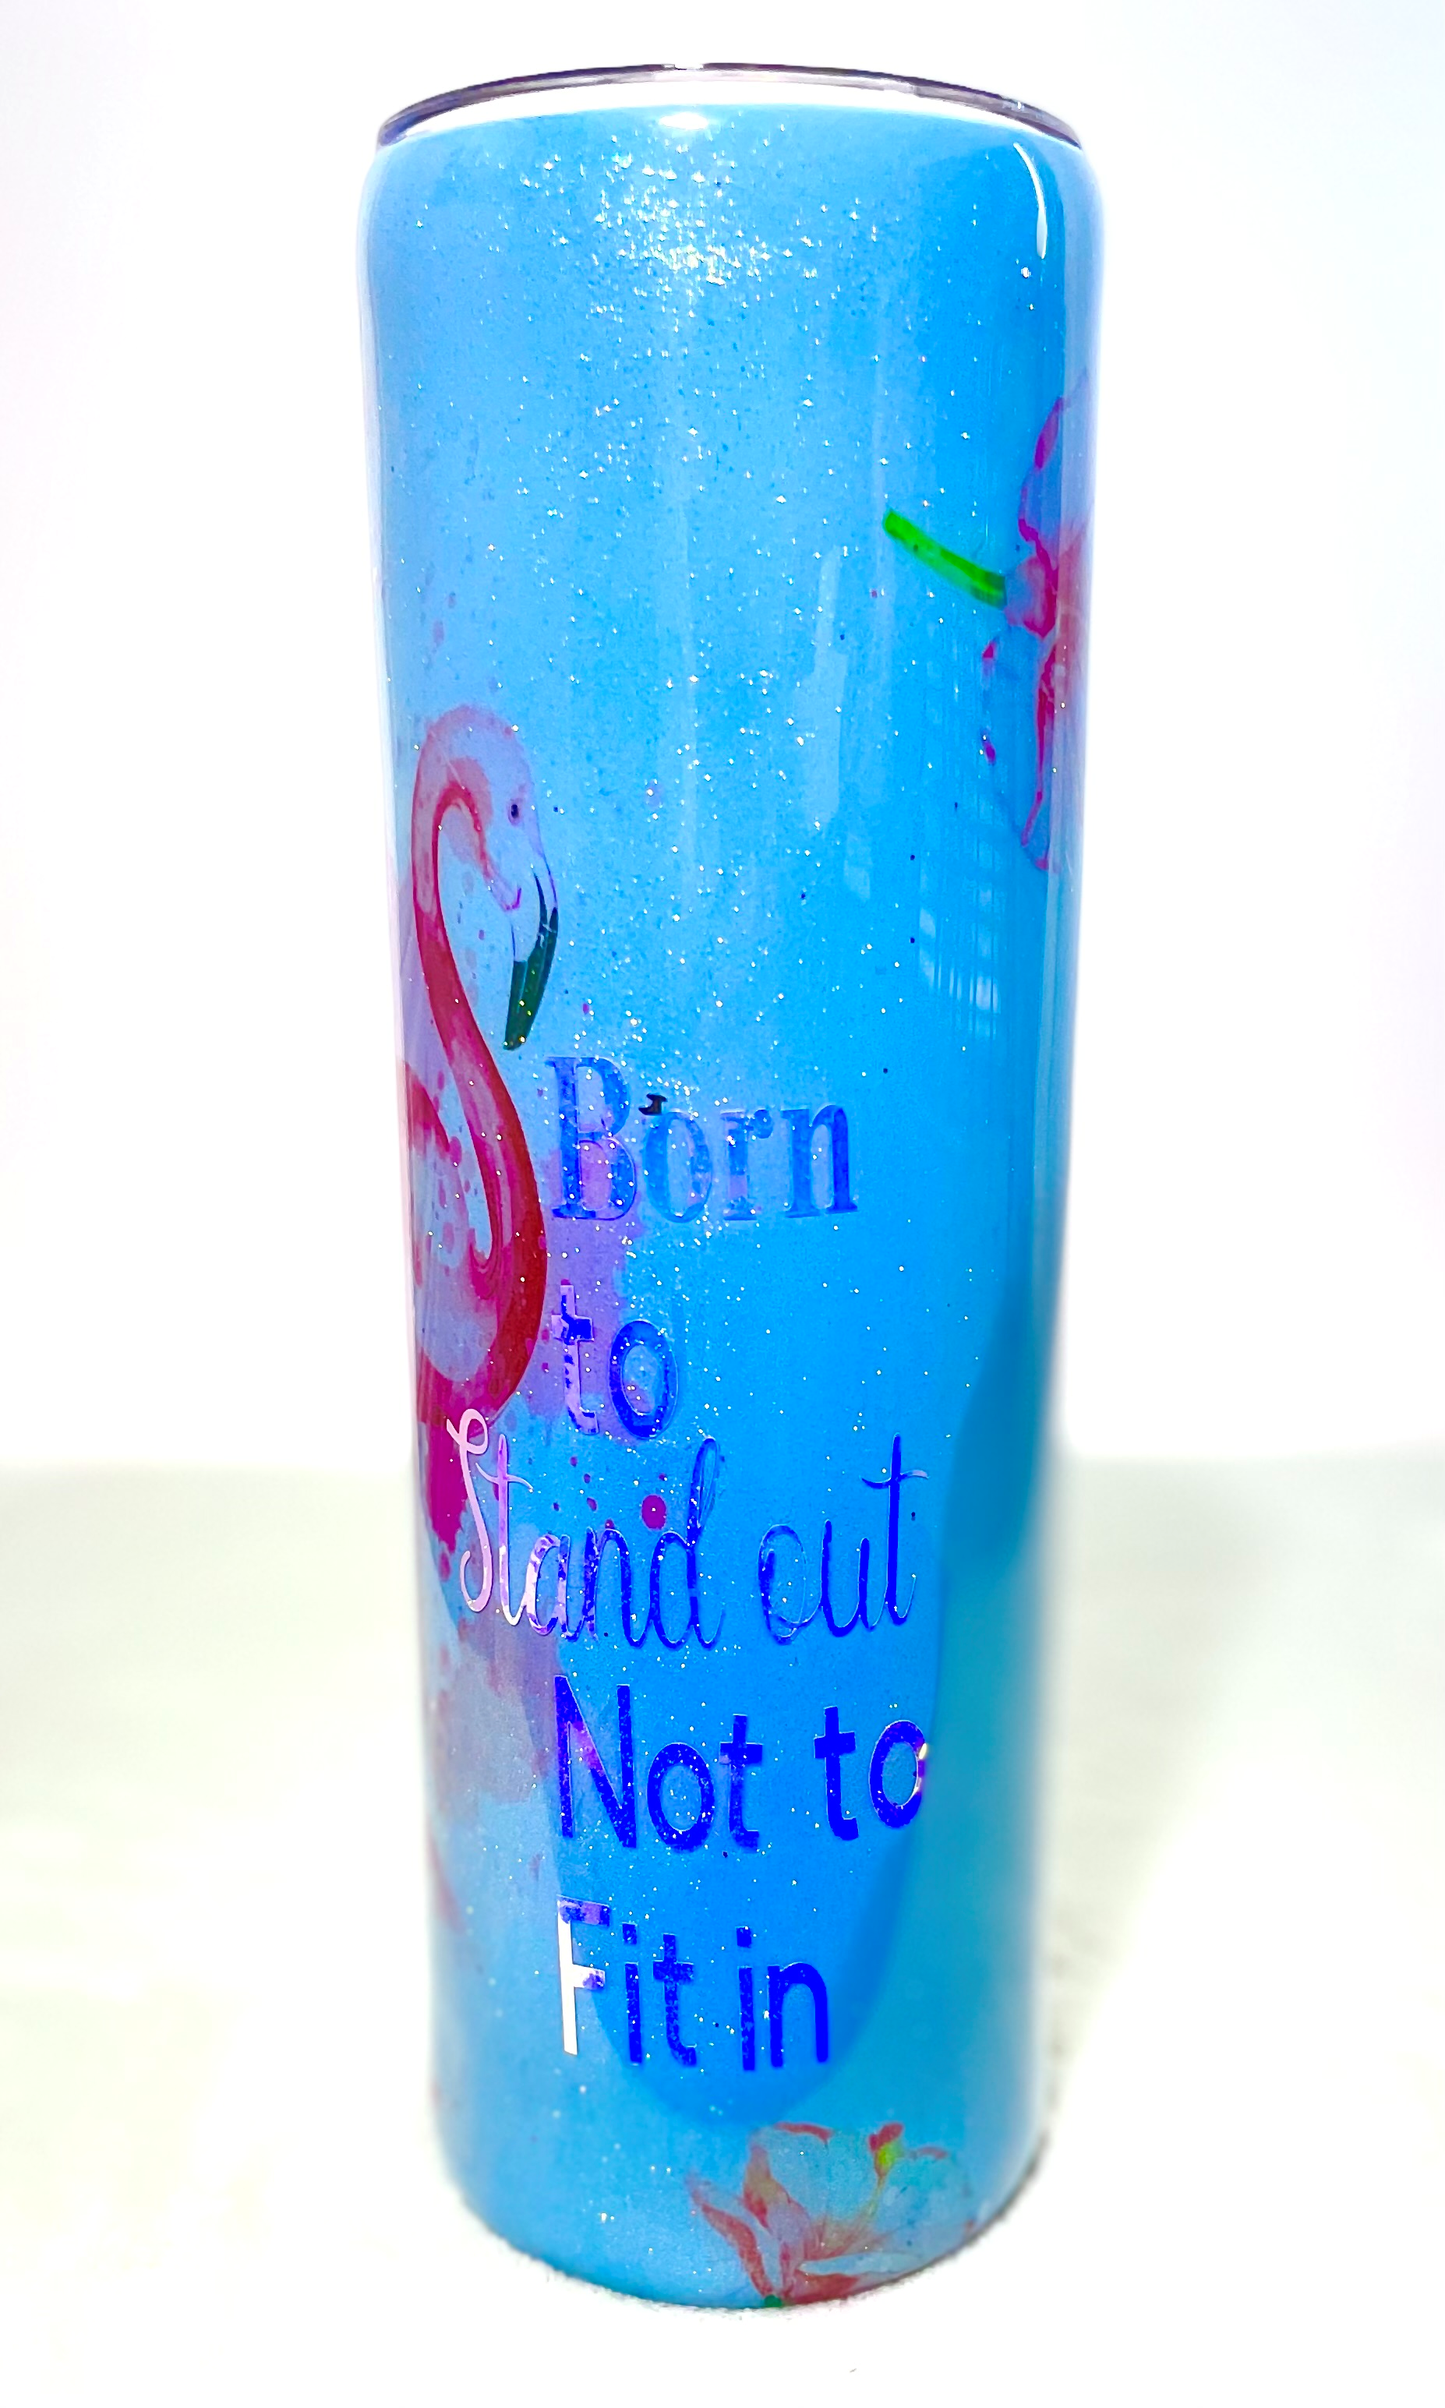 Born
to
Stand out
Not to
Fit in